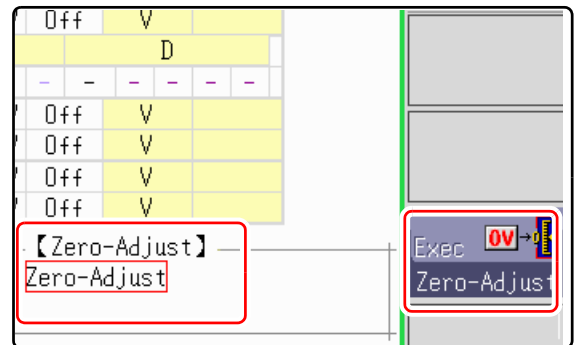 Off V
D
- - - - - -
Off V
Off V
Off V
Off V
【Zero-Adjust】
Zero-Adjust
Exec 0V→
Zero-Adjust